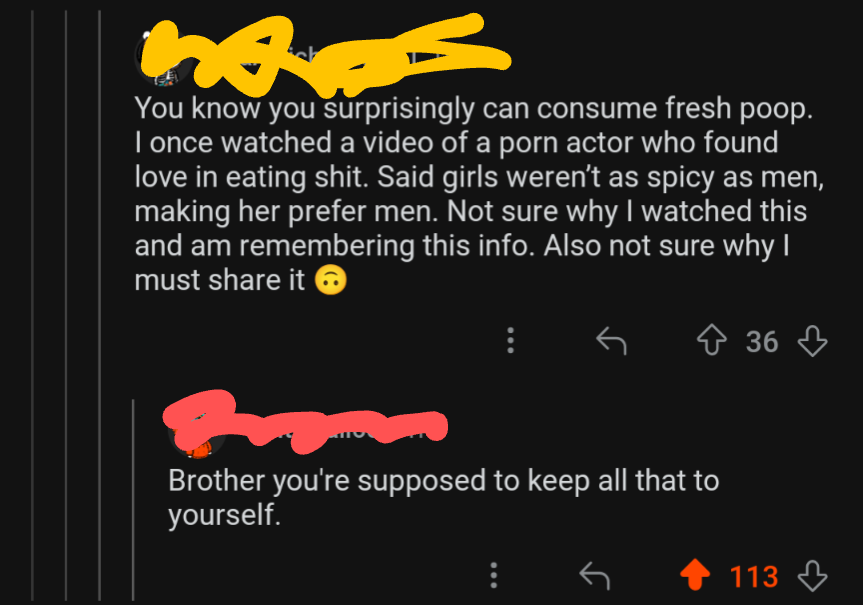 You know you surprisingly can consume fresh poop.
I once watched a video of a porn actor who found
love in eating shit. Said girls weren't as spicy as men,
making her prefer men. Not sure why I watched this
and am remembering this info. Also not sure why I
must share it 🙃
36
Brother you're supposed to keep all that to
yourself.
113